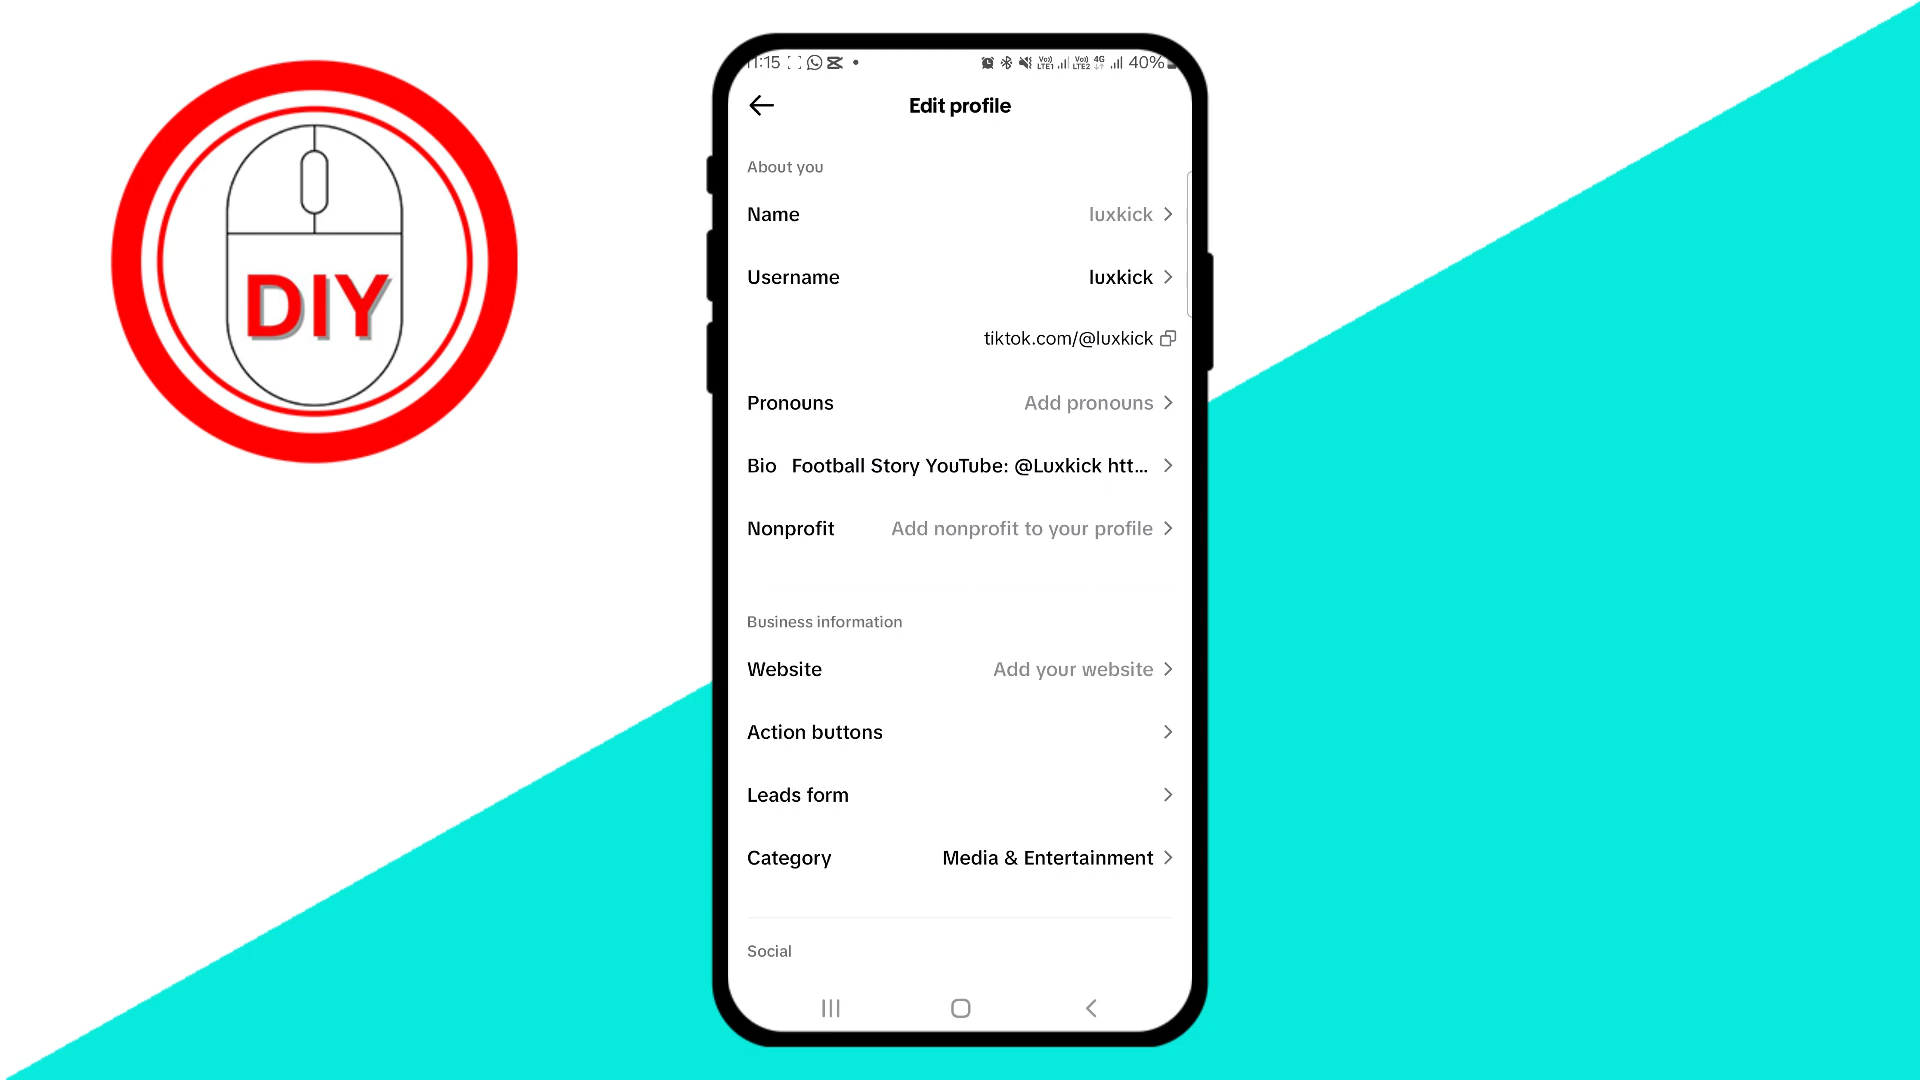 DIY
11:15 40%
Edit profile
About you
Name luxkick
Username luxkick
tiktok.com/@luxkick
Pronouns Add pronouns
Bio Football Story YouTube: @Luxkick htt...
Nonprofit Add nonprofit to your profile
Business information
Website Add your website
Action buttons
Leads form
Category Media & Entertainment
Social